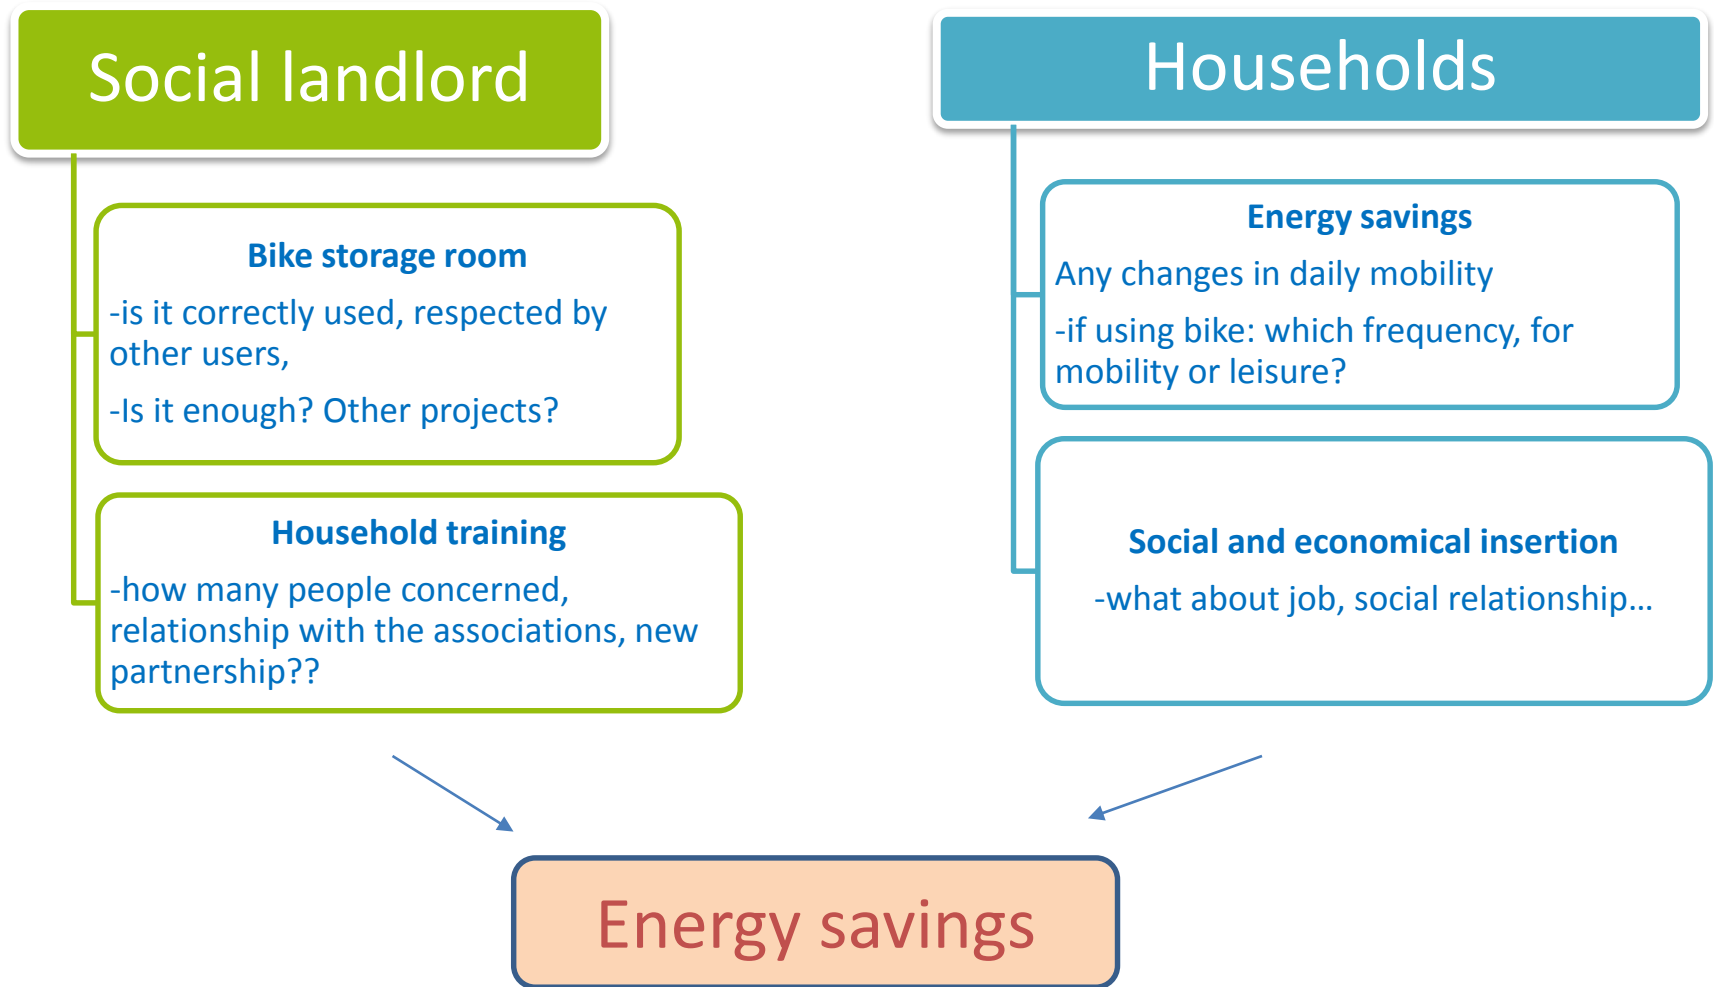 Social landlord
Bike storage room
-is it correctly used, respected by
other users,
-Is it enough? Other projects?
Household training
-how many people concerned,
relationship with the associations, new
partnership??
Households
Energy savings
Any changes in daily mobility
-if using bike: which frequency, for
mobility or leisure?
Social and economical insertion
-what about job, social relationship…
Energy savings